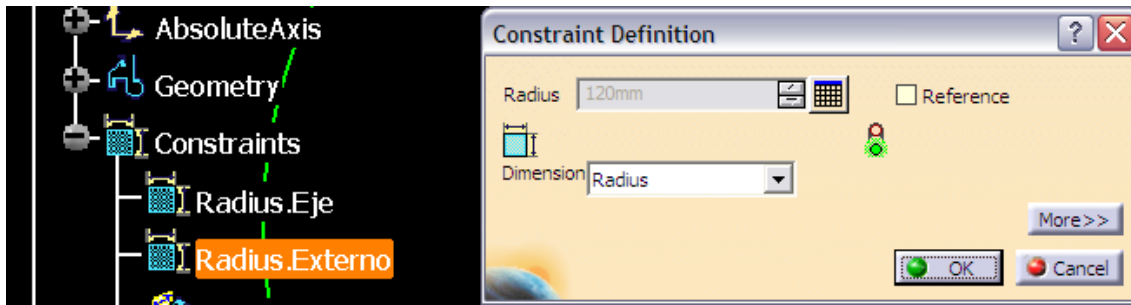 AbsoluteAxis
Geometry
Constraints
Radius.Eje
Radius.Externo
Constraint Definition
Radius 120mm Reference
Dimension Radius
More>>
OK Cancel